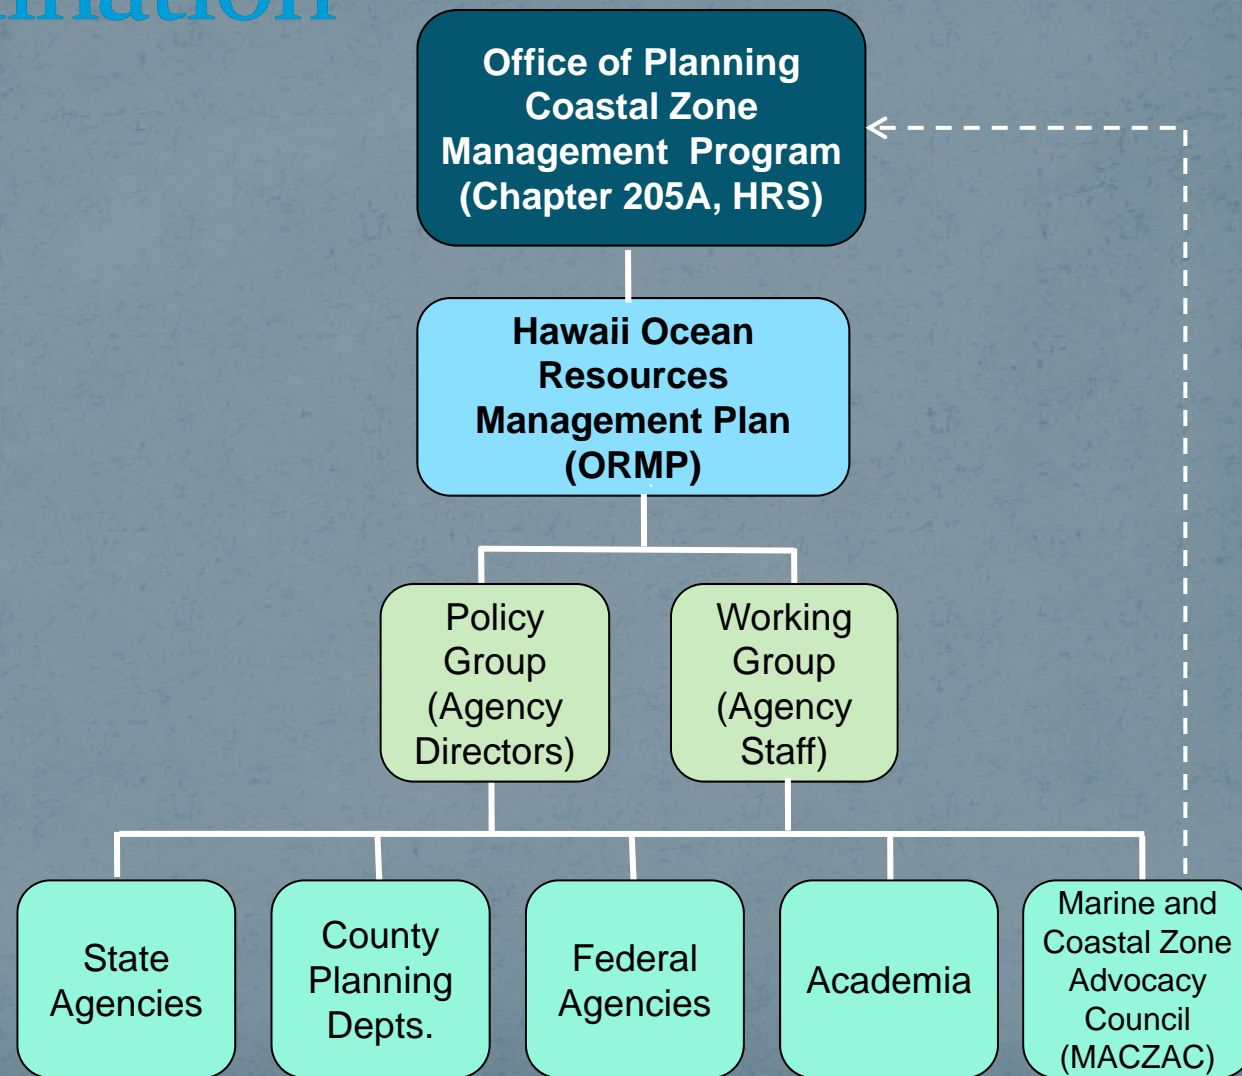 Office of Planning
Coastal Zone
Management Program
(Chapter 205A, HRS)
Hawaii Ocean
Resources
Management Plan
(ORMP)
Policy
Group
(Agency
Directors)
Working
Group
(Agency
Staff)
State
Agencies
County
Planning
Depts.
Federal
Agencies
Academia
Marine and
Coastal Zone
Advocacy
Council
(MACZAC)